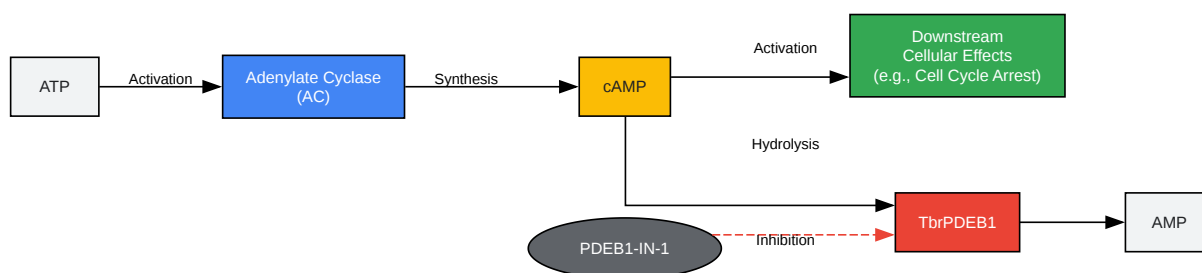 ATP
Activation
Adenylate Cyclase
(AC)
Synthesis
cAMP
Activation
Downstream
Cellular Effects
(e.g., Cell Cycle Arrest)
Hydrolysis
PDEB1-IN-1
Inhibition
TbrPDEB1
AMP